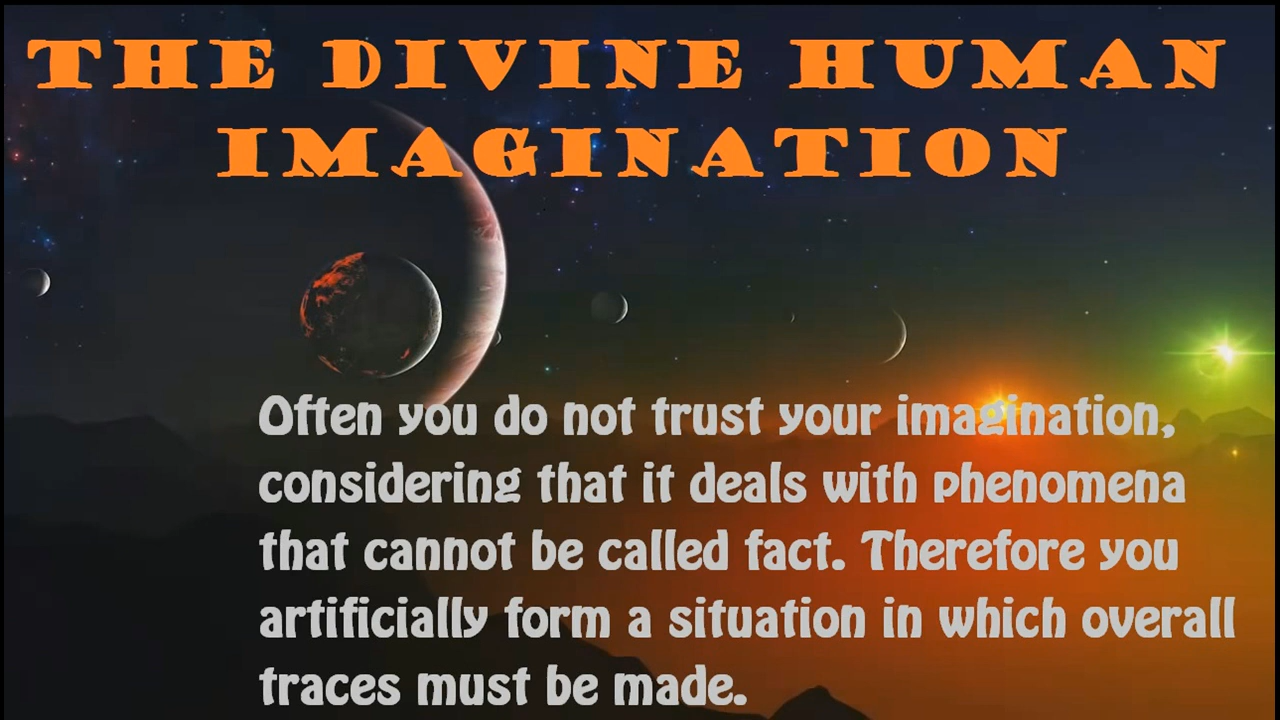 THE DIVINE HUMAN
IMAGINATION
Often you do not trust your imagination,
considering that it deals with phenomena
that cannot be called fact. Therefore you
artificially form a situation in which overall
traces must be made.